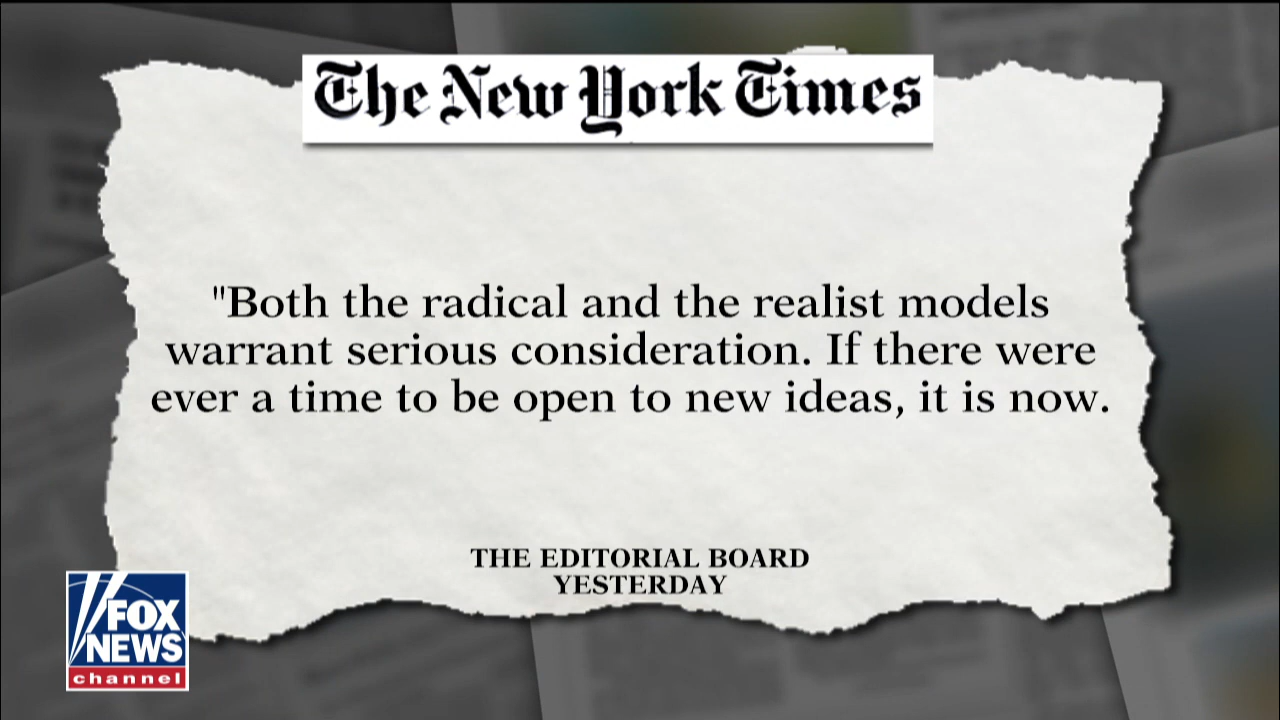 The New York Times
"Both the radical and the realist models
warrant serious consideration. If there were
ever a time to be open to new ideas, it is now.
THE EDITORIAL BOARD
YESTERDAY
FOX
NEWS
channel